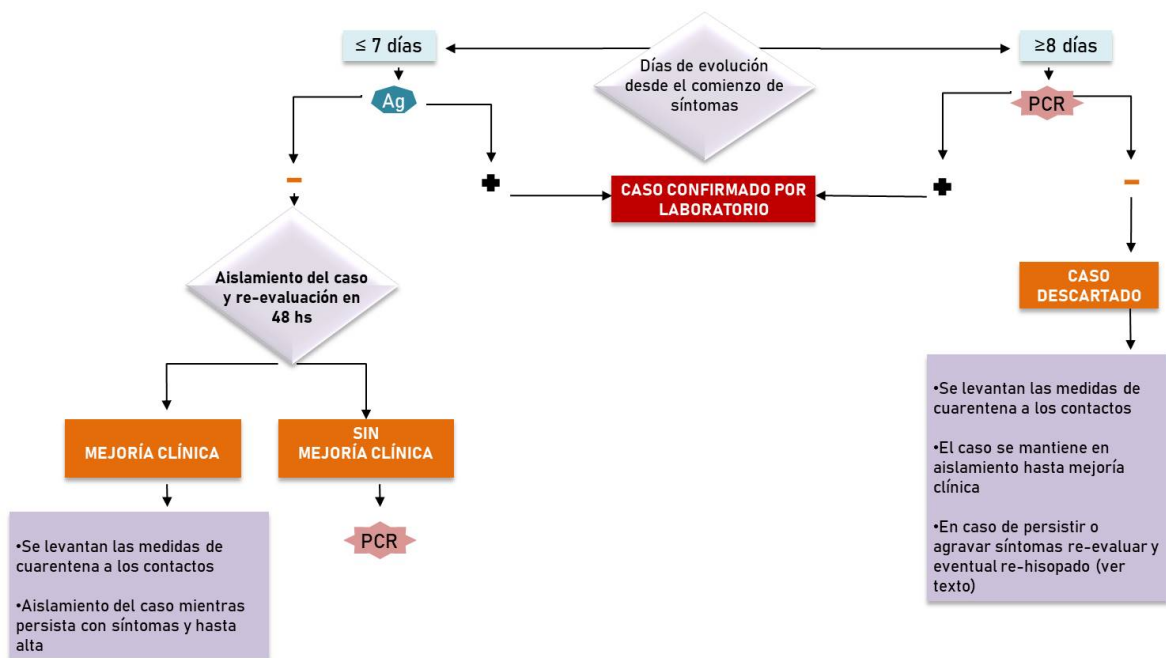 ≤ 7 días
Días de evolución
desde el comienzo de
síntomas
≥8 días
Ag
PCR
CASO CONFIRMADO POR
LABORATORIO
Aislamiento del caso
y re-evaluación en
48 hs
CASO
DESCARTADO
MEJORÍA CLÍNICA
SIN
MEJORÍA CLÍNICA
•Se levantan las medidas de
cuarentena a los contactos
•El caso se mantiene en
aislamiento hasta mejoría
clínica
•En caso de persistir o
agravar síntomas re-evaluar y
eventual re-hisopado (ver
texto)
PCR
•Se levantan las medidas de
cuarentena a los contactos
•Aislamiento del caso mientras
persista con síntomas y hasta
alta